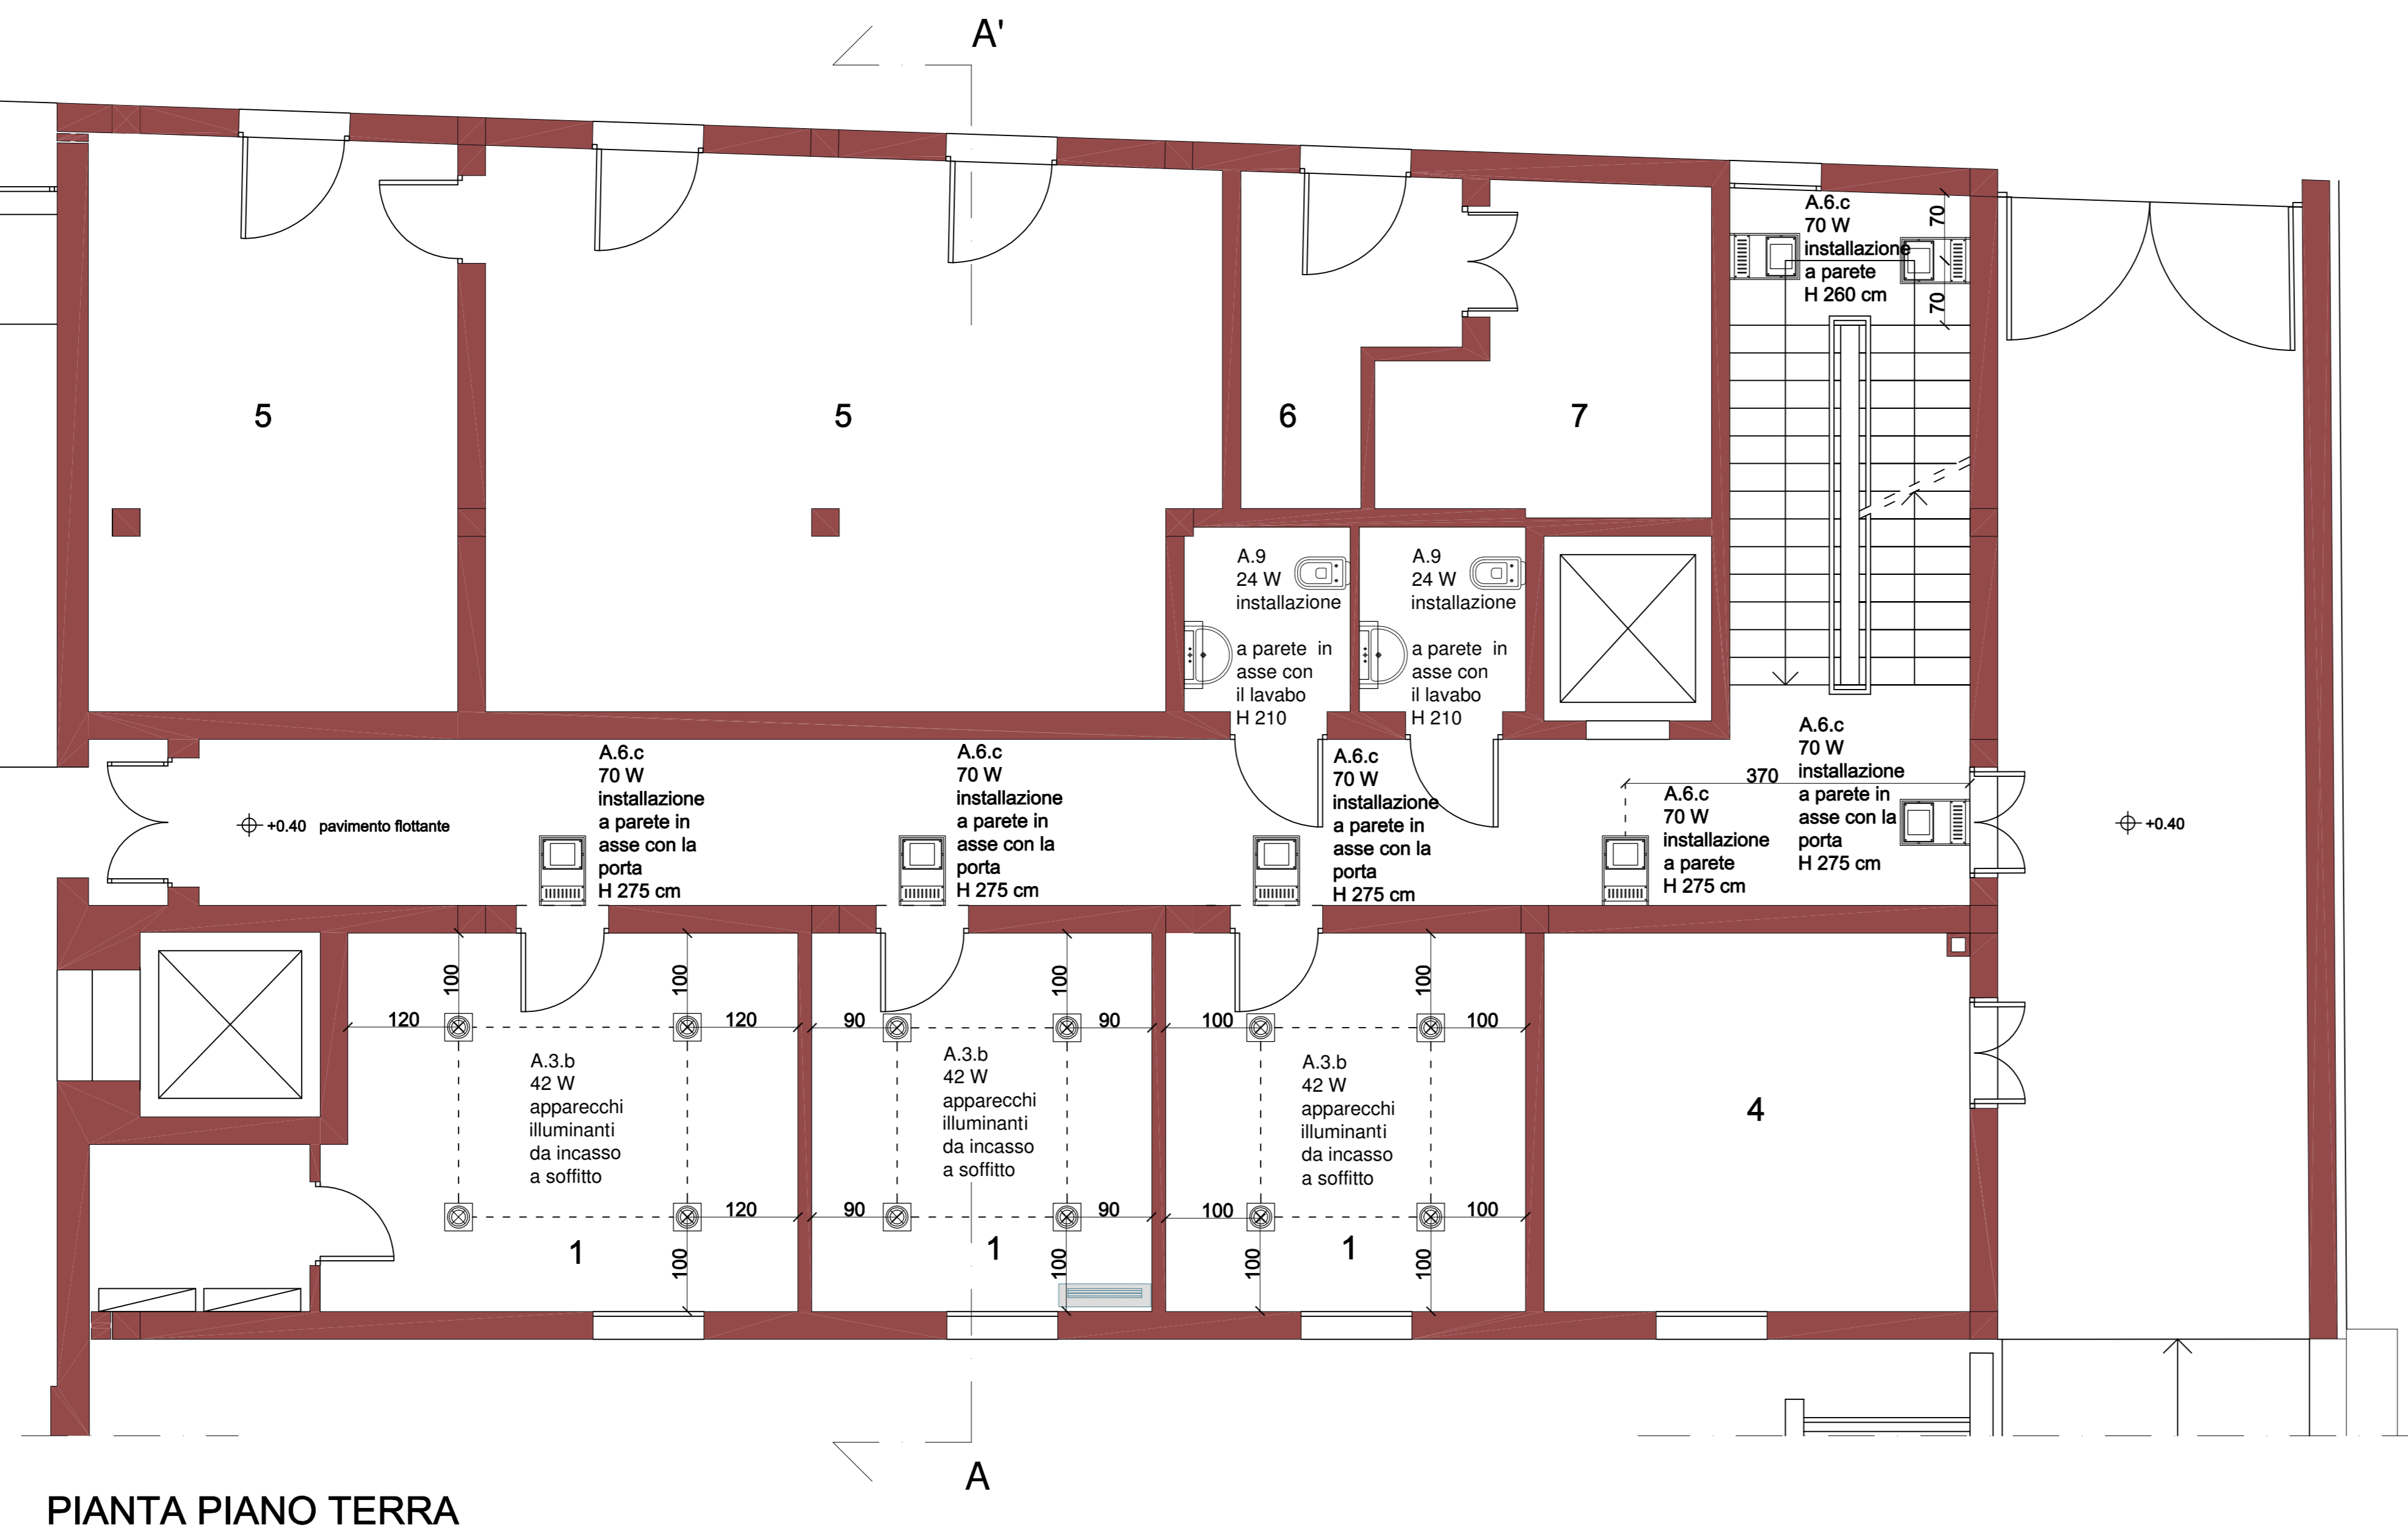 A'
A.6.c
70 W
installazione
a parete
H 260 cm
70
70
5
5
6
7
A.9
24 W
installazione
a parete in
asse con
il lavabo
H 210
A.9
24 W
installazione
a parete in
asse con
il lavabo
H 210
+0.40 pavimento flottante
A.6.c
70 W
installazione
a parete in
asse con la
porta
H 275 cm
A.6.c
70 W
installazione
a parete in
asse con la
porta
H 275 cm
A.6.c
70 W
installazione
a parete in
asse con la
porta
H 275 cm
370
A.6.c
70 W
installazione
a parete
H 275 cm
A.6.c
70 W
installazione
a parete in
asse con la
porta
H 275 cm
+0.40
100
100
100
100
100
120
120
90
90
100
100
A.3.b
42 W
apparecchi
illuminanti
da incasso
a soffitto
A.3.b
42 W
apparecchi
illuminanti
da incasso
a soffitto
A.3.b
42 W
apparecchi
illuminanti
da incasso
a soffitto
4
120
90
90
100
100
1
100
1
100
100
1
100
A
PIANTA PIANO TERRA